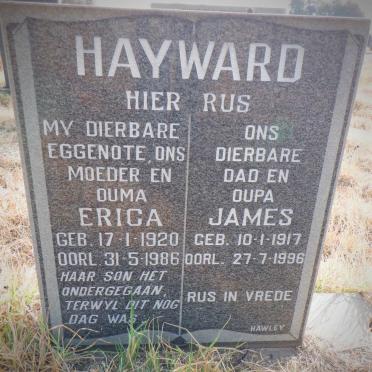 HAYWARD
HIER RUS
MY DIERBARE
EGGENOTE, ONS
MOEDER EN
OUMA
ERICA
GEB. 17-1-1920
OORL 31-5-1986
HAAR SON HET
ONDERGEGAAN,
TERWYL DIT NOG
DAG WAS.
ONS
DIERBARE
DAD EN
OUPA
JAMES
GEB. 10-1-1917
OORL. 27-7-1996
RUS IN VREDE
HAWLEY